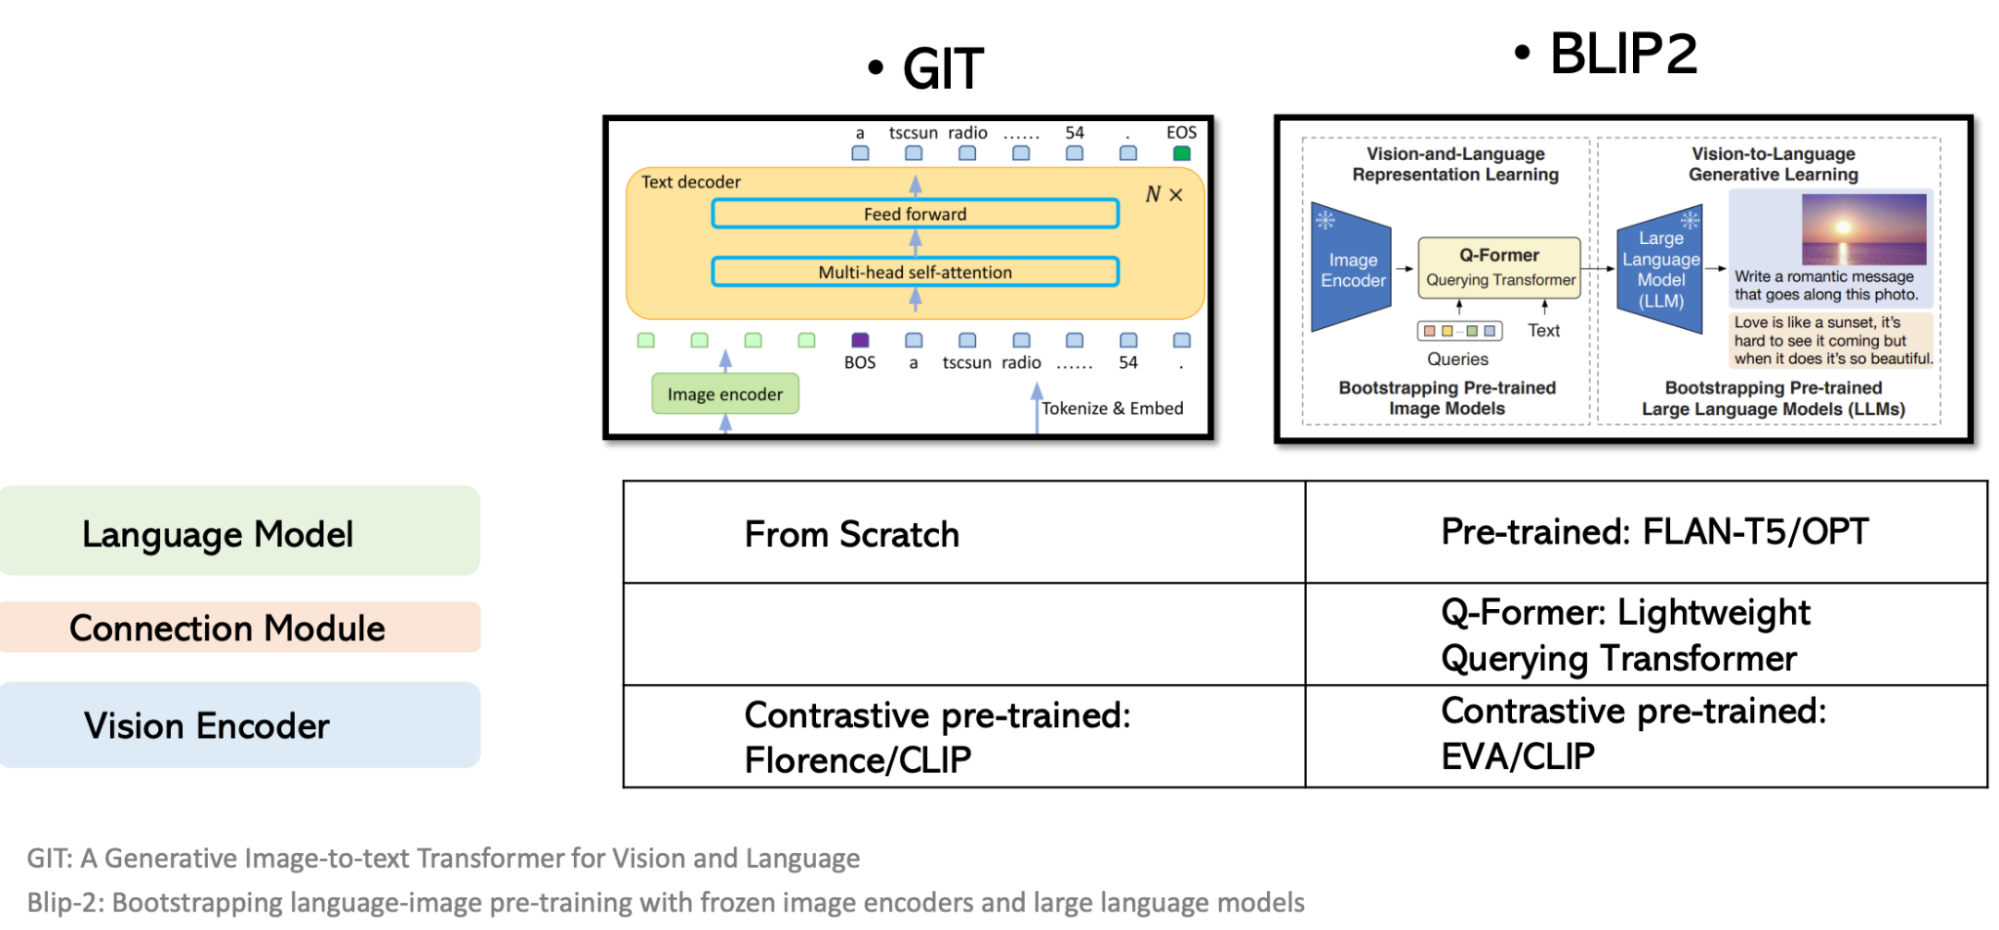 • GIT
• BLIP2
a tscsun radio ...... 54 . EOS
Text decoder
N ×
Feed forward
Multi-head self-attention
BOS a tscsun radio ...... 54 .
Image encoder
Tokenize & Embed
Vision-and-Language
Representation Learning
Vision-to-Language
Generative Learning
Image
Encoder
Q-Former
Querying Transformer
Queries
Text
Large
Language
Model
(LLM)
Write a romantic message
that goes along this photo.
Love is like a sunset, it's
hard to see it coming but
when it does it's so beautiful.
Bootstrapping Pre-trained
Image Models
Bootstrapping Pre-trained
Large Language Models (LLMs)
Language Model
From Scratch
Pre-trained: FLAN-T5/OPT
Connection Module
Q-Former: Lightweight
Querying Transformer
Vision Encoder
Contrastive pre-trained:
Florence/CLIP
Contrastive pre-trained:
EVA/CLIP
GIT: A Generative Image-to-text Transformer for Vision and Language
Blip-2: Bootstrapping language-image pre-training with frozen image encoders and large language models